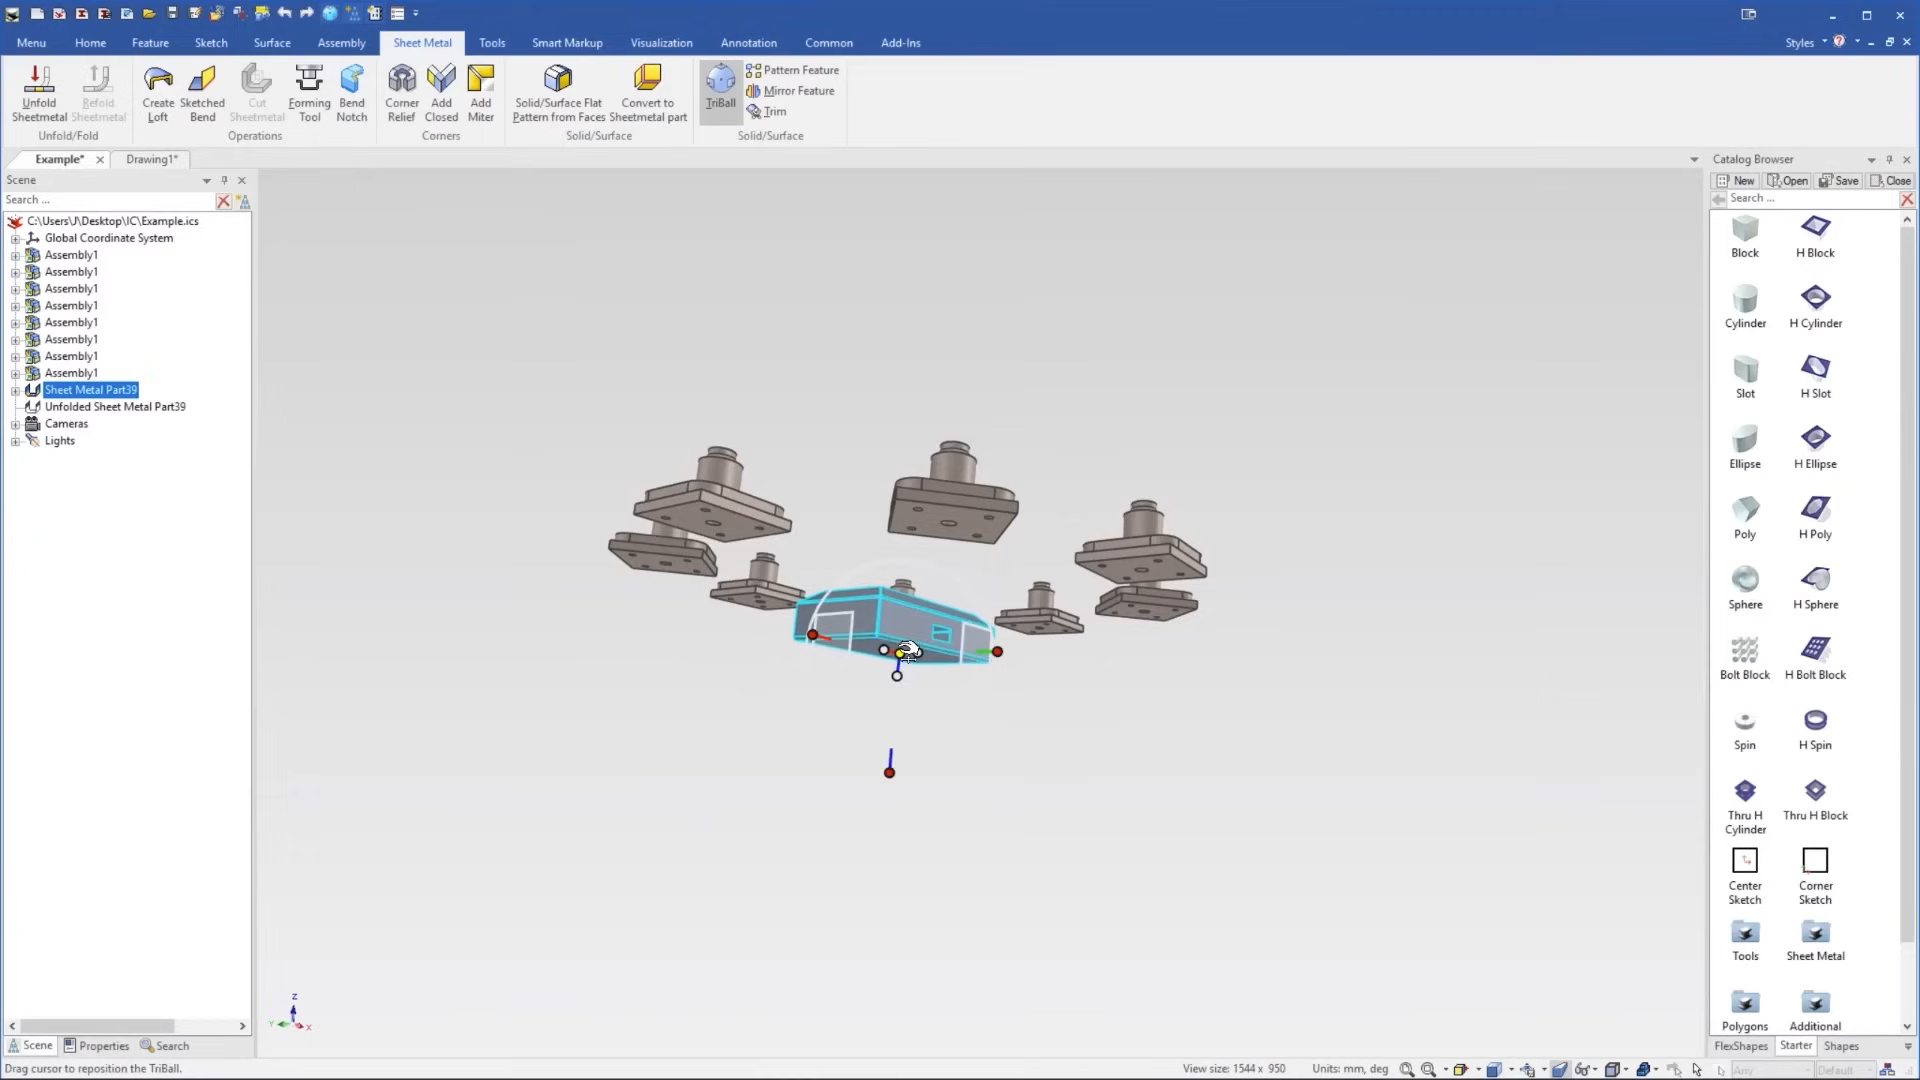 Menu Home Feature Sketch Surface Assembly Sheet Metal Tools Smart Markup Visualization Annotation Common Add-Ins Styles
Unfold Sheetmetal
Refold Sheetmetal
Unfold/Fold
Create Loft
Sketched Bend
Cut Sheetmetal
Forming Tool
Bend Notch
Operations
Corner Relief
Add Closed
Add Miter
Corners
Solid/Surface Flat Pattern from Faces
Convert to Sheetmetal part
Solid/Surface
TriBall
Pattern Feature
Mirror Feature
Trim
Solid/Surface
Example*
Drawing1*
Scene
Search ...
C:\Users\J\Desktop\IC\Example.ics
Global Coordinate System
Assembly1
Assembly1
Assembly1
Assembly1
Assembly1
Assembly1
Assembly1
Assembly1
Sheet Metal Part39
Unfolded Sheet Metal Part39
Cameras
Lights
Z
Y
X
Scene Properties Search
Catalog Browser
New Open Save Close
Search ...
Block H Block
Cylinder H Cylinder
Slot H Slot
Ellipse H Ellipse
Poly H Poly
Sphere H Sphere
Bolt Block H Bolt Block
Spin H Spin
Thru H Cylinder
Thru H Block
Center Sketch
Corner Sketch
Tools Sheet Metal
Polygons Additional
FlexShapes Starter Shapes
Drag cursor to reposition the TriBall.
View size: 1544 x 950
Units: mm, deg
Any
Default